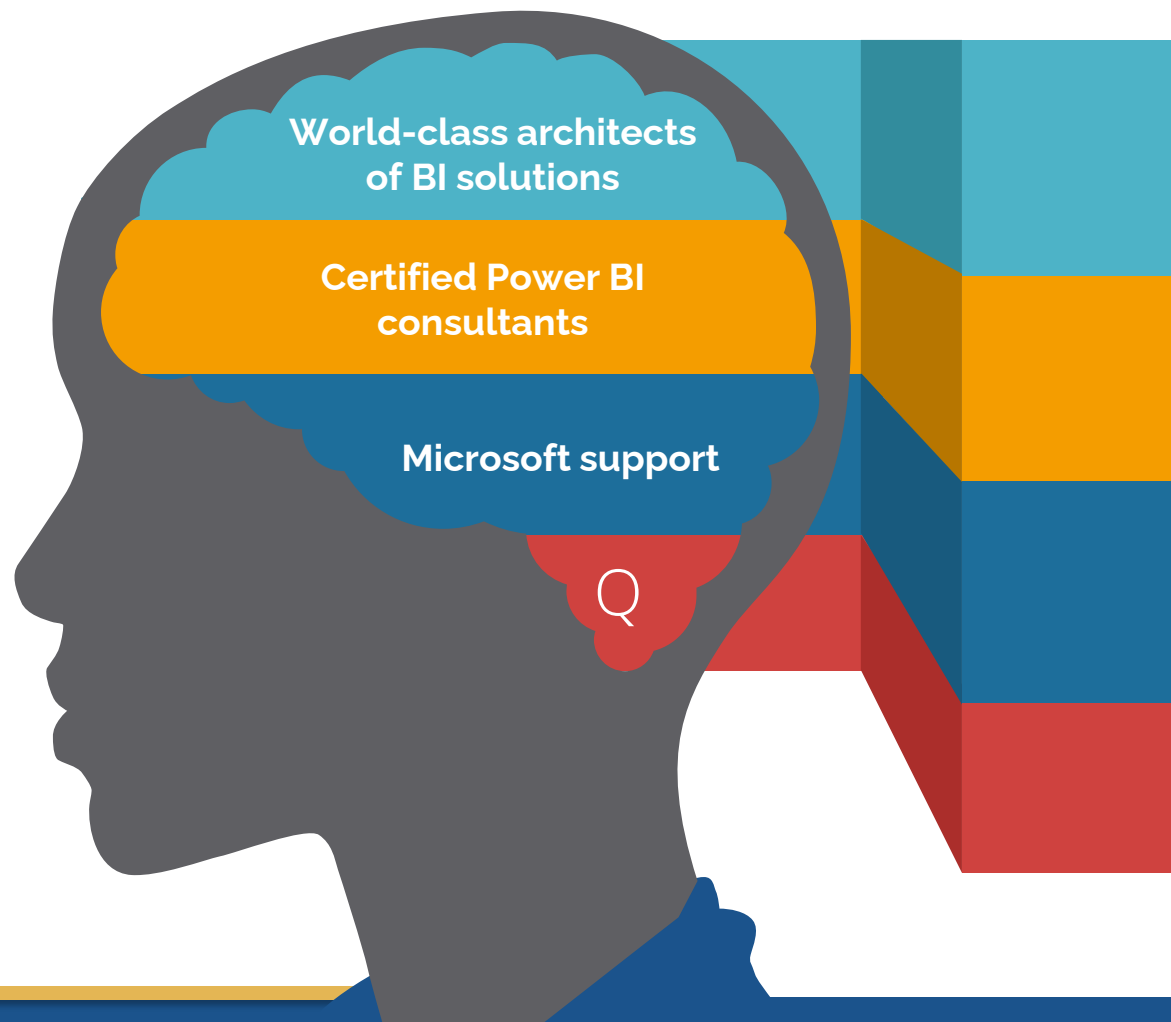 World-class architects
of BI solutions
Certified Power BI
consultants
Microsoft support
Q